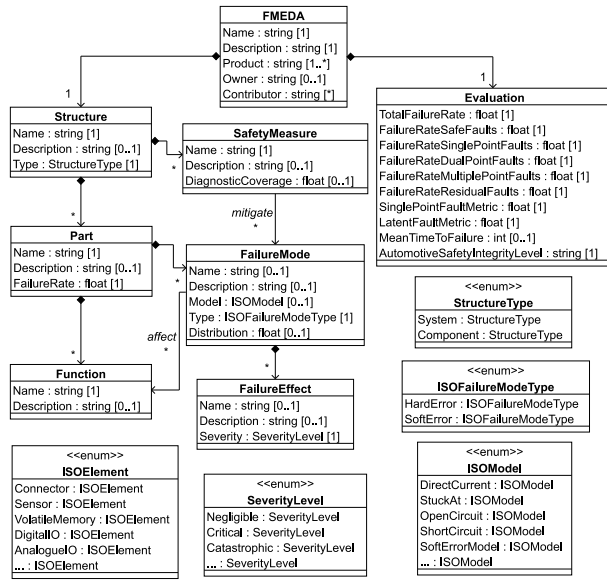 FMEDA
Name : string [1]
Description : string [1]
Product : string [1..*]
Owner : string [0..1]
Contributor : string [*]
1
1
Structure
Name : string [1]
Description : string [0..1]
Type : StructureType [1]
*
*
SafetyMeasure
Name : string [1]
Description : string [0..1]
DiagnosticCoverage : float [0..1]
mitigate
*
Evaluation
TotalFailureRate : float [1]
FailureRateSafeFaults : float [1]
FailureRateSinglePointFaults : float [1]
FailureRateDualPointFaults : float [1]
FailureRateMultiplePointFaults : float [1]
FailureRateResidualFaults : float [1]
SinglePointFaultMetric : float [1]
LatentFaultMetric : float [1]
MeanTimeToFailure : int [0..1]
AutomotiveSafetyIntegrityLevel : string [1]
Part
Name : string [1]
Description : string [0..1]
FailureRate : float [1]
*
*
FailureMode
Name : string [0..1]
Description : string [0..1]
Model : ISOModel [0..1]
Type : ISOFailureModeType [1]
Distribution : float [0..1]
affect
*
*
Function
Name : string [1]
Description : string [0..1]
FailureEffect
Name : string [0..1]
Description : string [0..1]
Severity : SeverityLevel [1]
<<enum>>
StructureType
System : StructureType
Component : StructureType
<<enum>>
ISOFailureModeType
HardError : ISOFailureModeType
SoftError : ISOFailureModeType
<<enum>>
ISOElement
Connector : ISOElement
Sensor : ISOElement
VolatileMemory : ISOElement
DigitalIO : ISOElement
AnalogueIO : ISOElement
... : ISOElement
<<enum>>
SeverityLevel
Negligible : SeverityLevel
Critical : SeverityLevel
Catastrophic : SeverityLevel
... : SeverityLevel
<<enum>>
ISOModel
DirectCurrent : ISOModel
StuckAt : ISOModel
OpenCircuit : ISOModel
ShortCircuit : ISOModel
SoftErrorModel : ISOModel
... : ISOModel